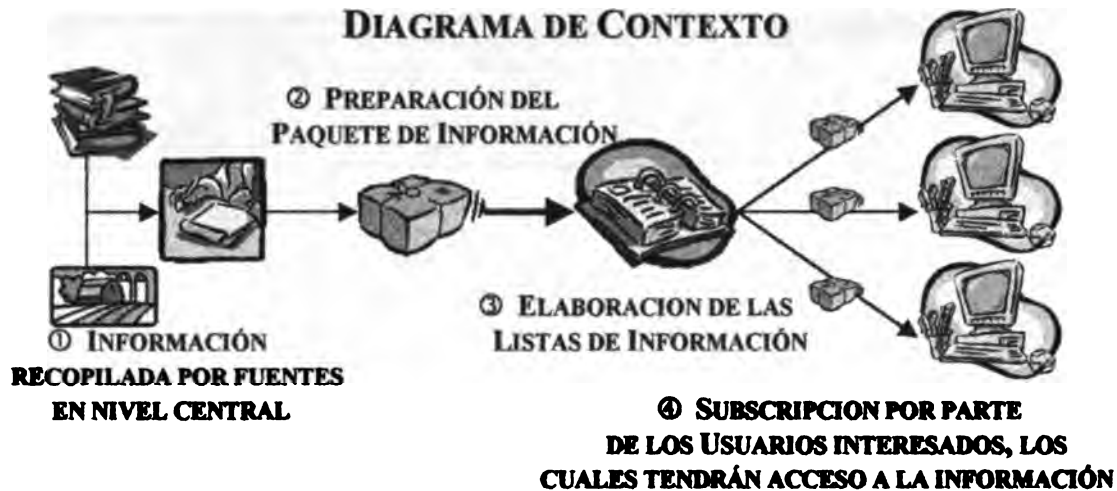 DIAGRAMA DE CONTEXTO
② PREPARACIÓN DEL
PAQUETE DE INFORMACIÓN
③ ELABORACION DE LAS
LISTAS DE INFORMACIÓN
① INFORMACIÓN
RECOPILADA POR FUENTES
EN NIVEL CENTRAL
④ SUBSCRIPCION POR PARTE
DE LOS USUARIOS INTERESADOS, LOS
CUALES TENDRÁN ACCESO A LA INFORMACIÓN